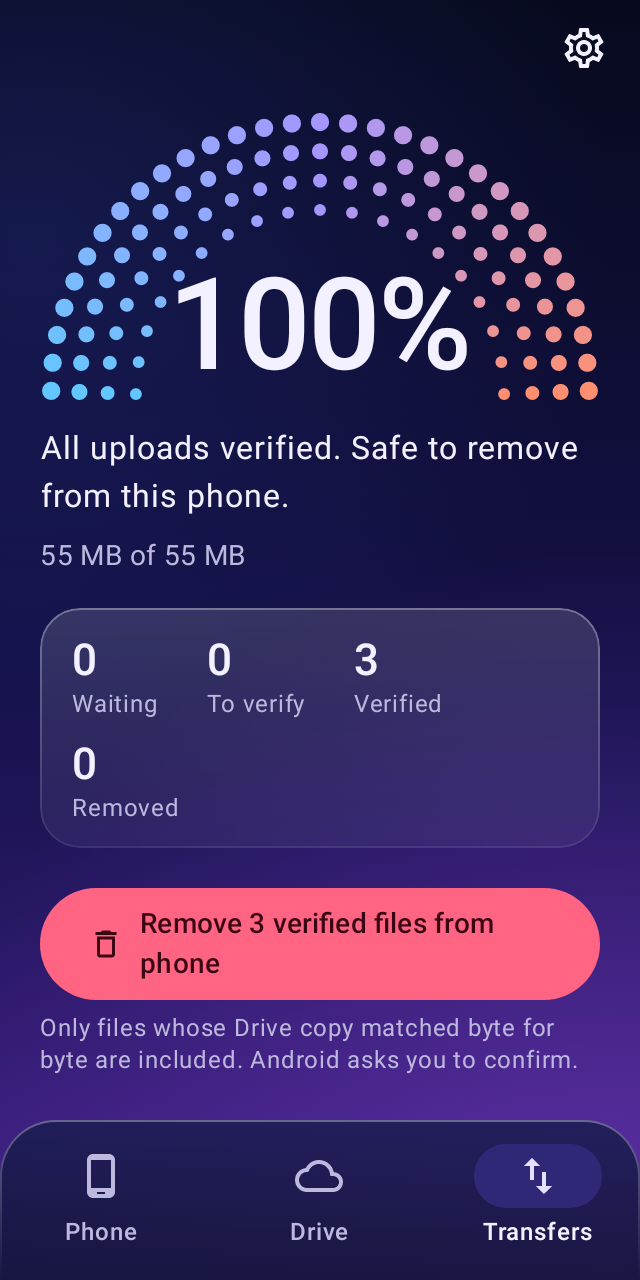 100%
All uploads verified. Safe to remove
from this phone.
55 MB of 55 MB
0 0 3
Waiting To verify Verified
0
Removed
Remove 3 verified files from
phone
Only files whose Drive copy matched byte for
byte are included. Android asks you to confirm.
Phone Drive Transfers